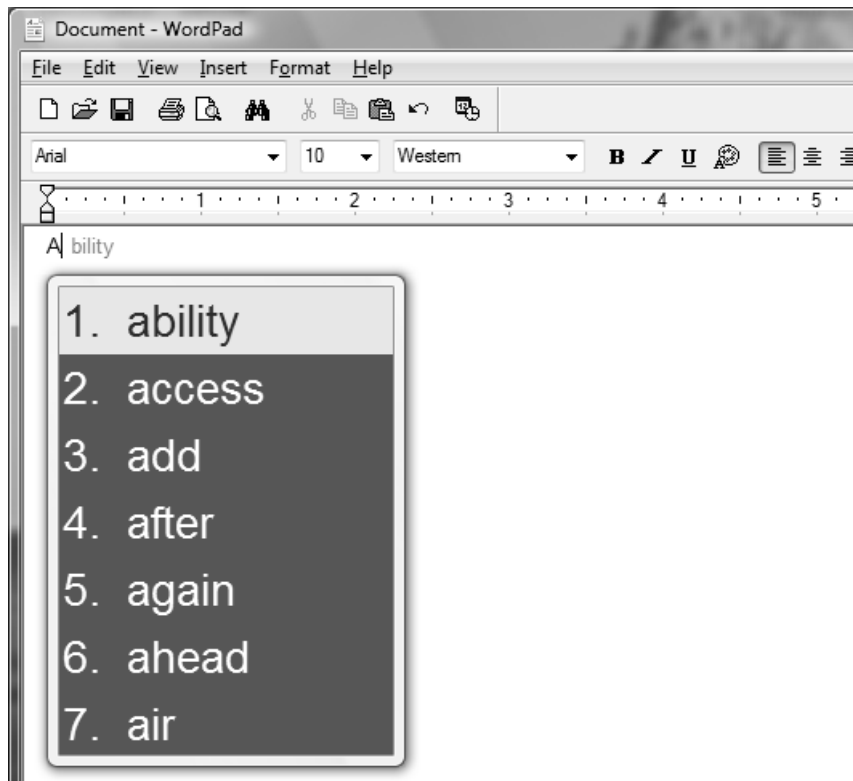 Document - WordPad
File Edit View Insert Format Help
Arial 10 Western B U
1 2 3 4 5
A bility
1. ability
2. access
3. add
4. after
5. again
6. ahead
7. air